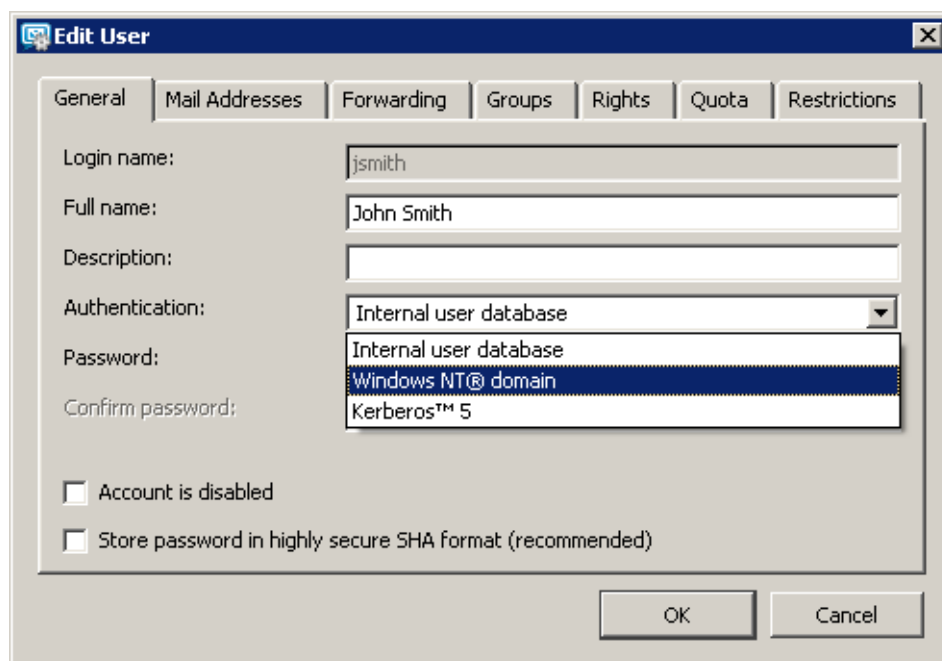 Edit User
General Mail Addresses Forwarding Groups Rights Quota Restrictions
Login name: jsmith
Full name: John Smith
Description:
Authentication: Internal user database
Internal user database
Password:
Windows NT® domain
Kerberos™ 5
Confirm password:
Account is disabled
Store password in highly secure SHA format (recommended)
OK Cancel